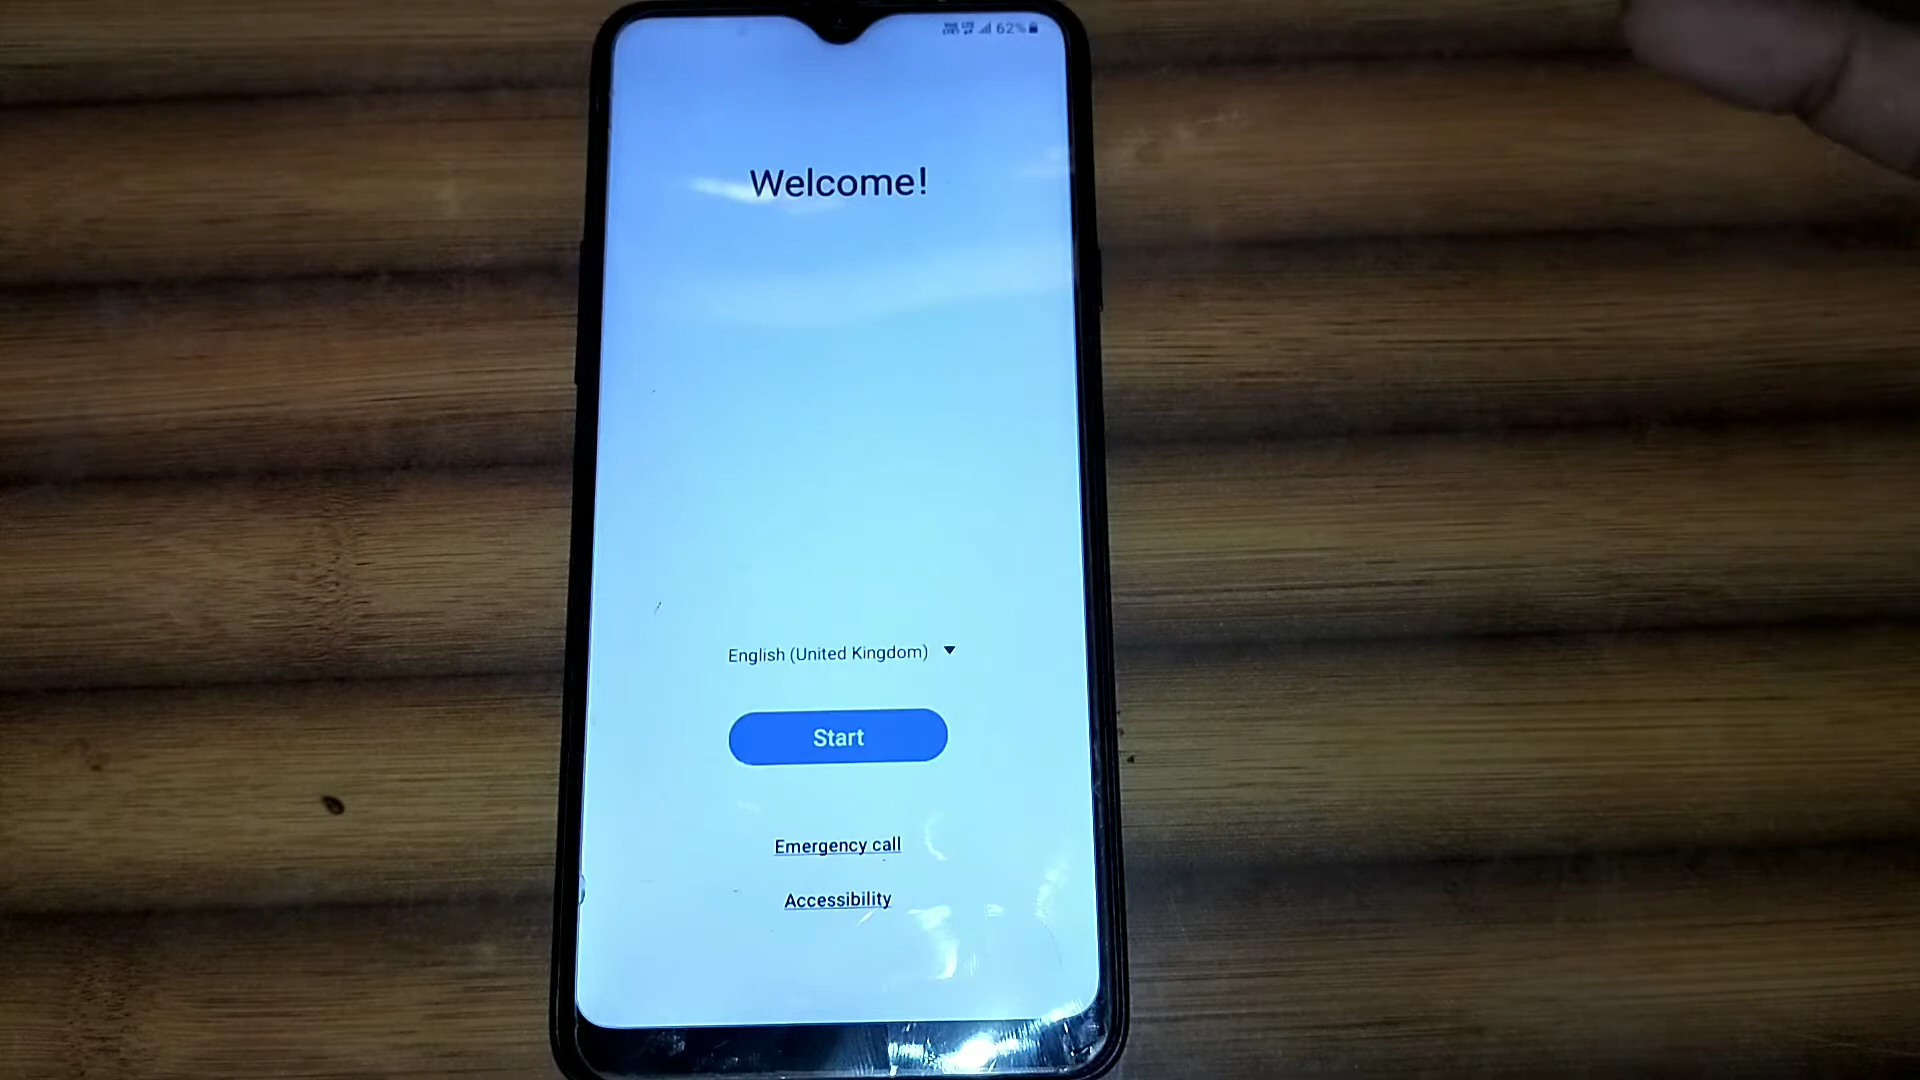 62%
Welcome!
English (United Kingdom)
Start
Emergency call
Accessibility